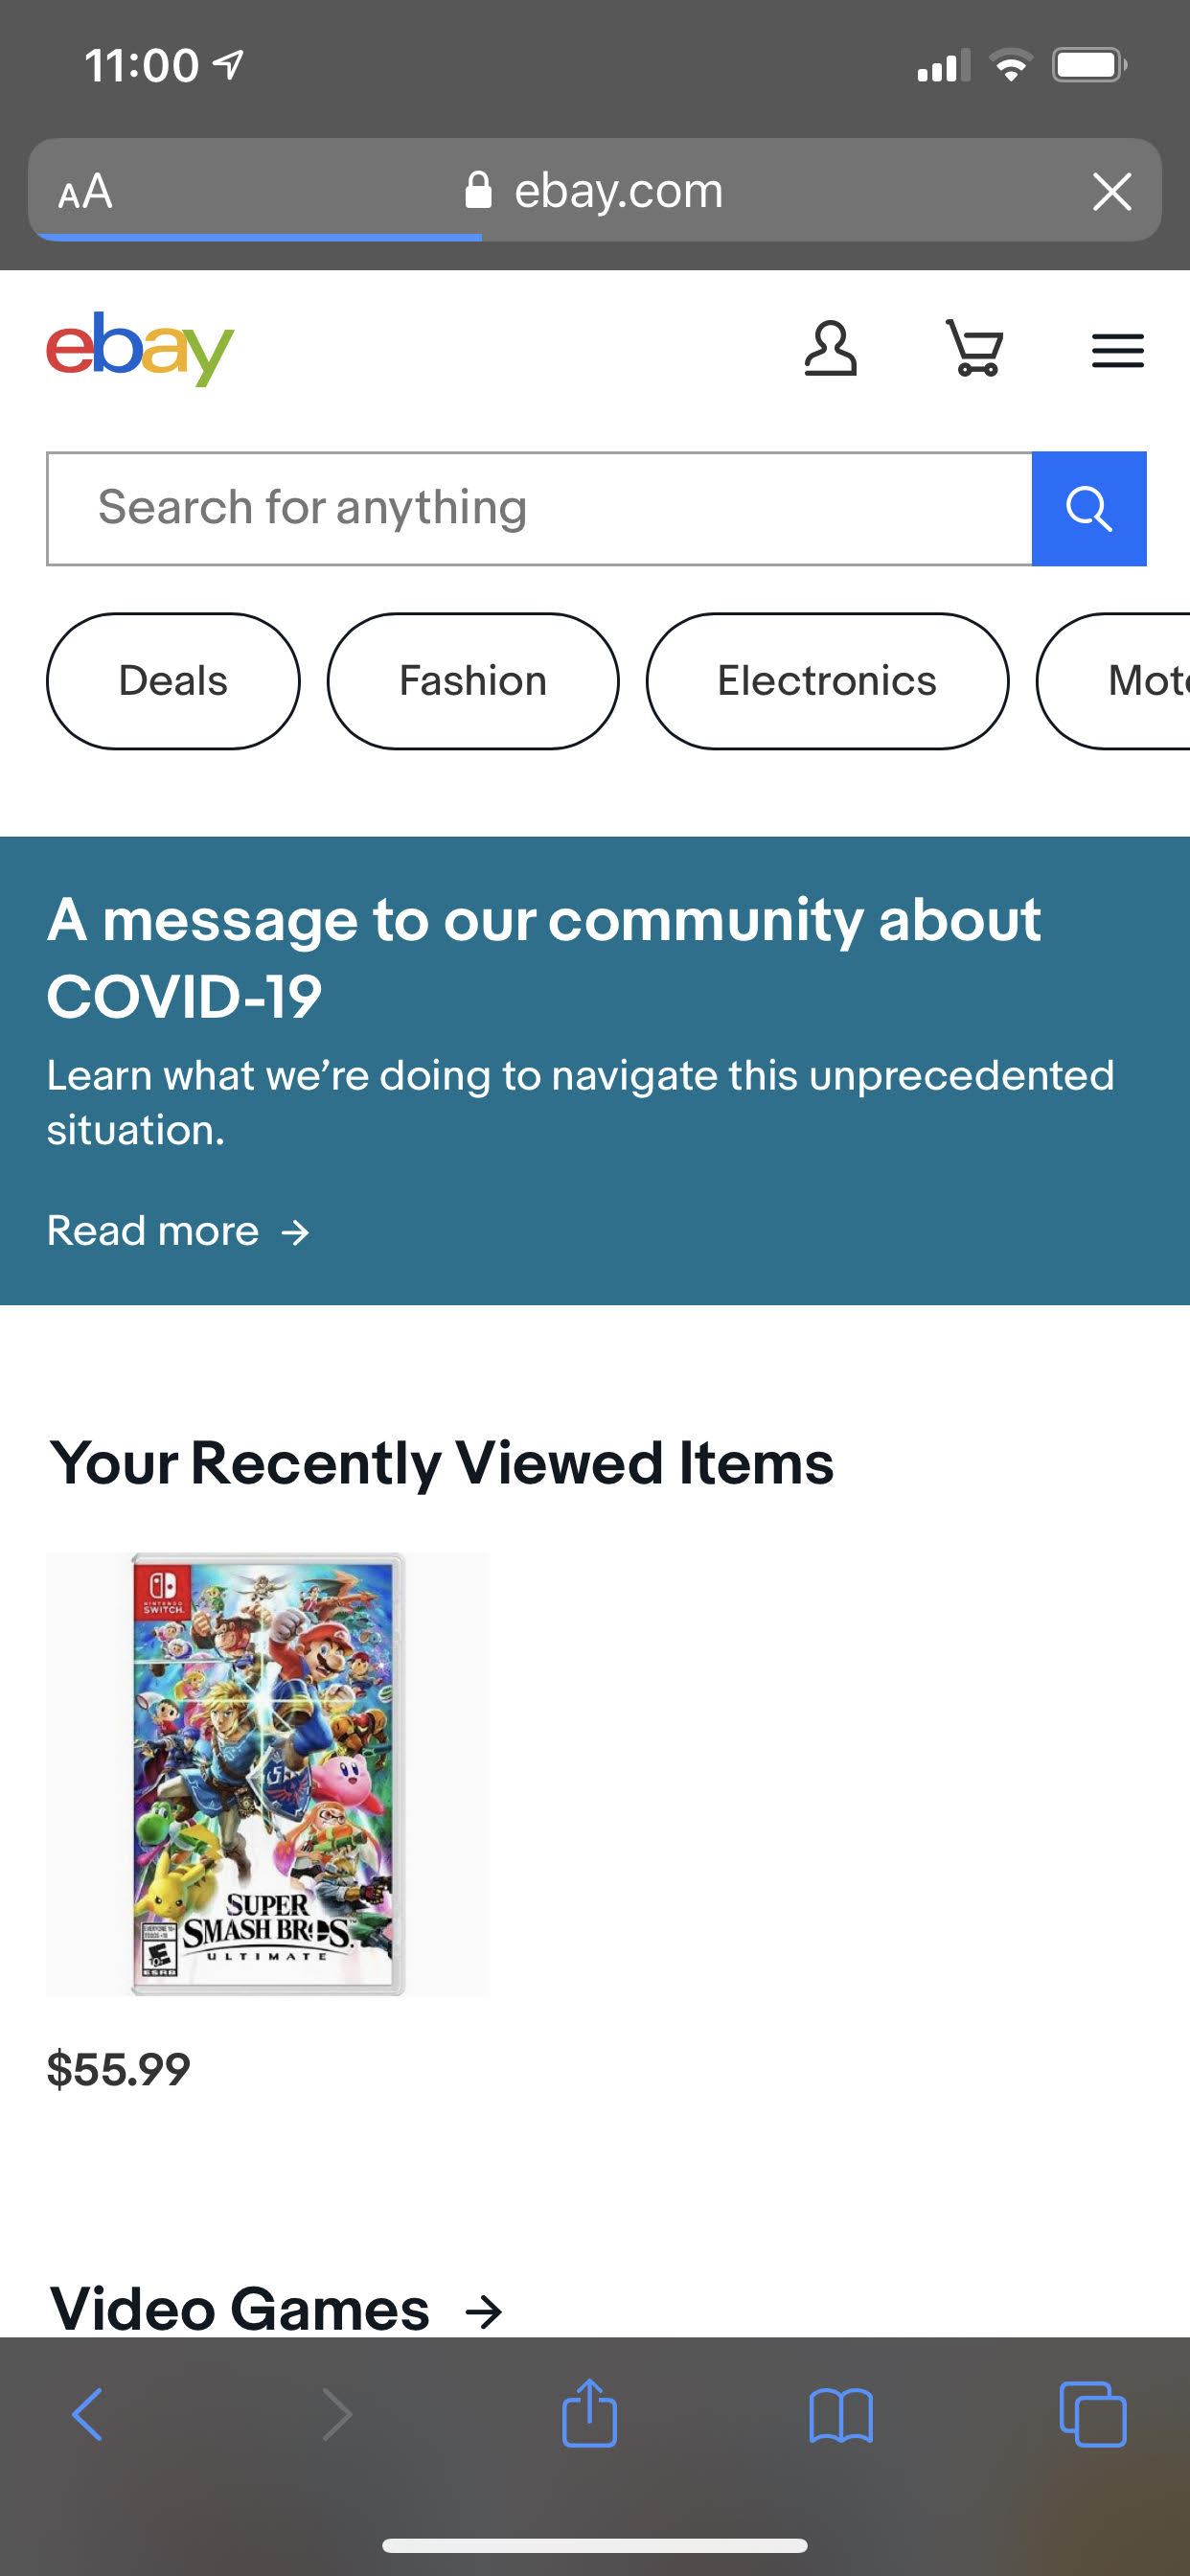 11:00
AA ebay.com
ebay
Search for anything
Deals Fashion Electronics Mot
A message to our community about
COVID-19
Learn what we’re doing to navigate this unprecedented
situation.
Read more →
Your Recently Viewed Items
NINTENDO
SWITCH
SUPER
SMASH BROS.
ULTIMATE
E
ESRB
$55.99
Video Games →